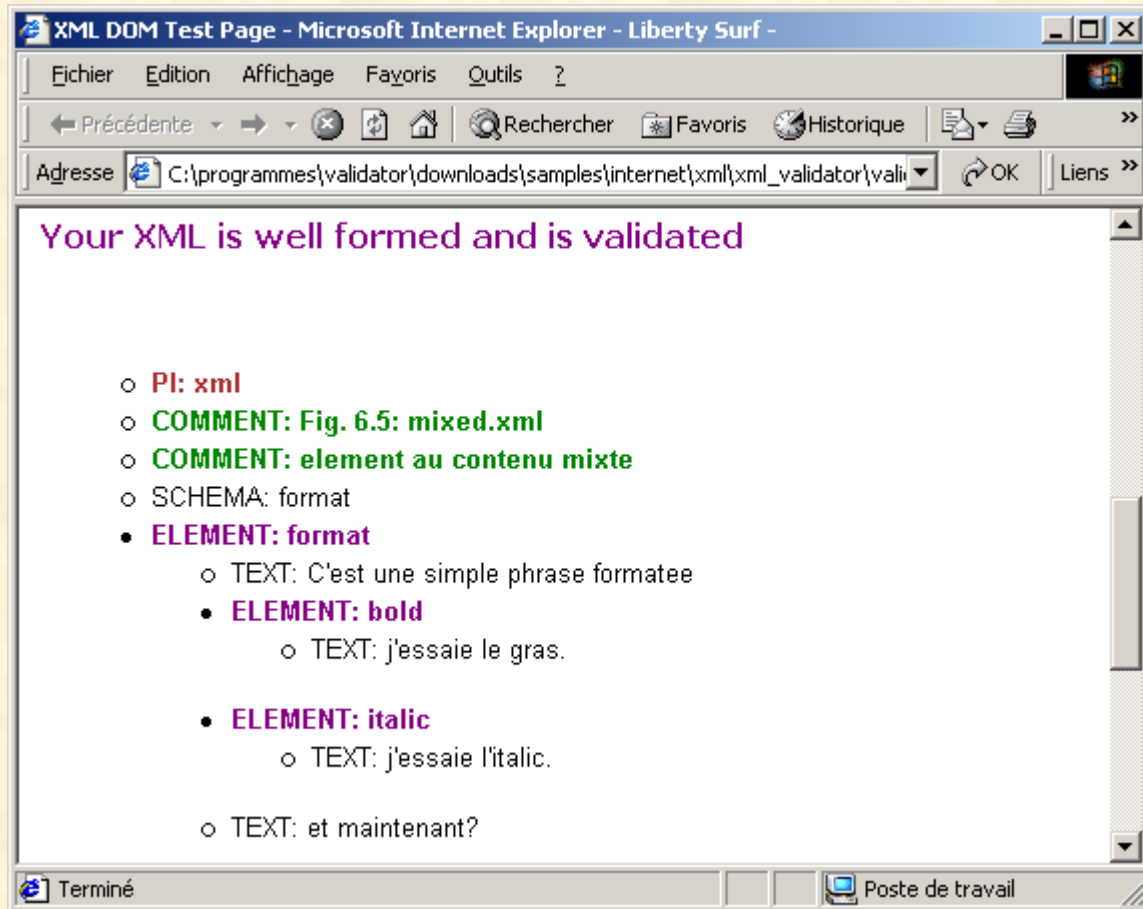 XML DOM Test Page - Microsoft Internet Explorer - Liberty Surf -
Fichier Edition Affichage Favoris Outils ?
Précédente Rechercher Favoris Historique »
Adresse C:\programmes\validator\downloads\samples\internet\xml\xml_validator\vali OK Liens »
Your XML is well formed and is validated
PI: xml
COMMENT: Fig. 6.5: mixed.xml
COMMENT: element au contenu mixte
SCHEMA: format
ELEMENT: format
TEXT: C'est une simple phrase formatee
ELEMENT: bold
TEXT: j'essaie le gras.
ELEMENT: italic
TEXT: j'essaie l'italic.
TEXT: et maintenant?
Terminé Poste de travail